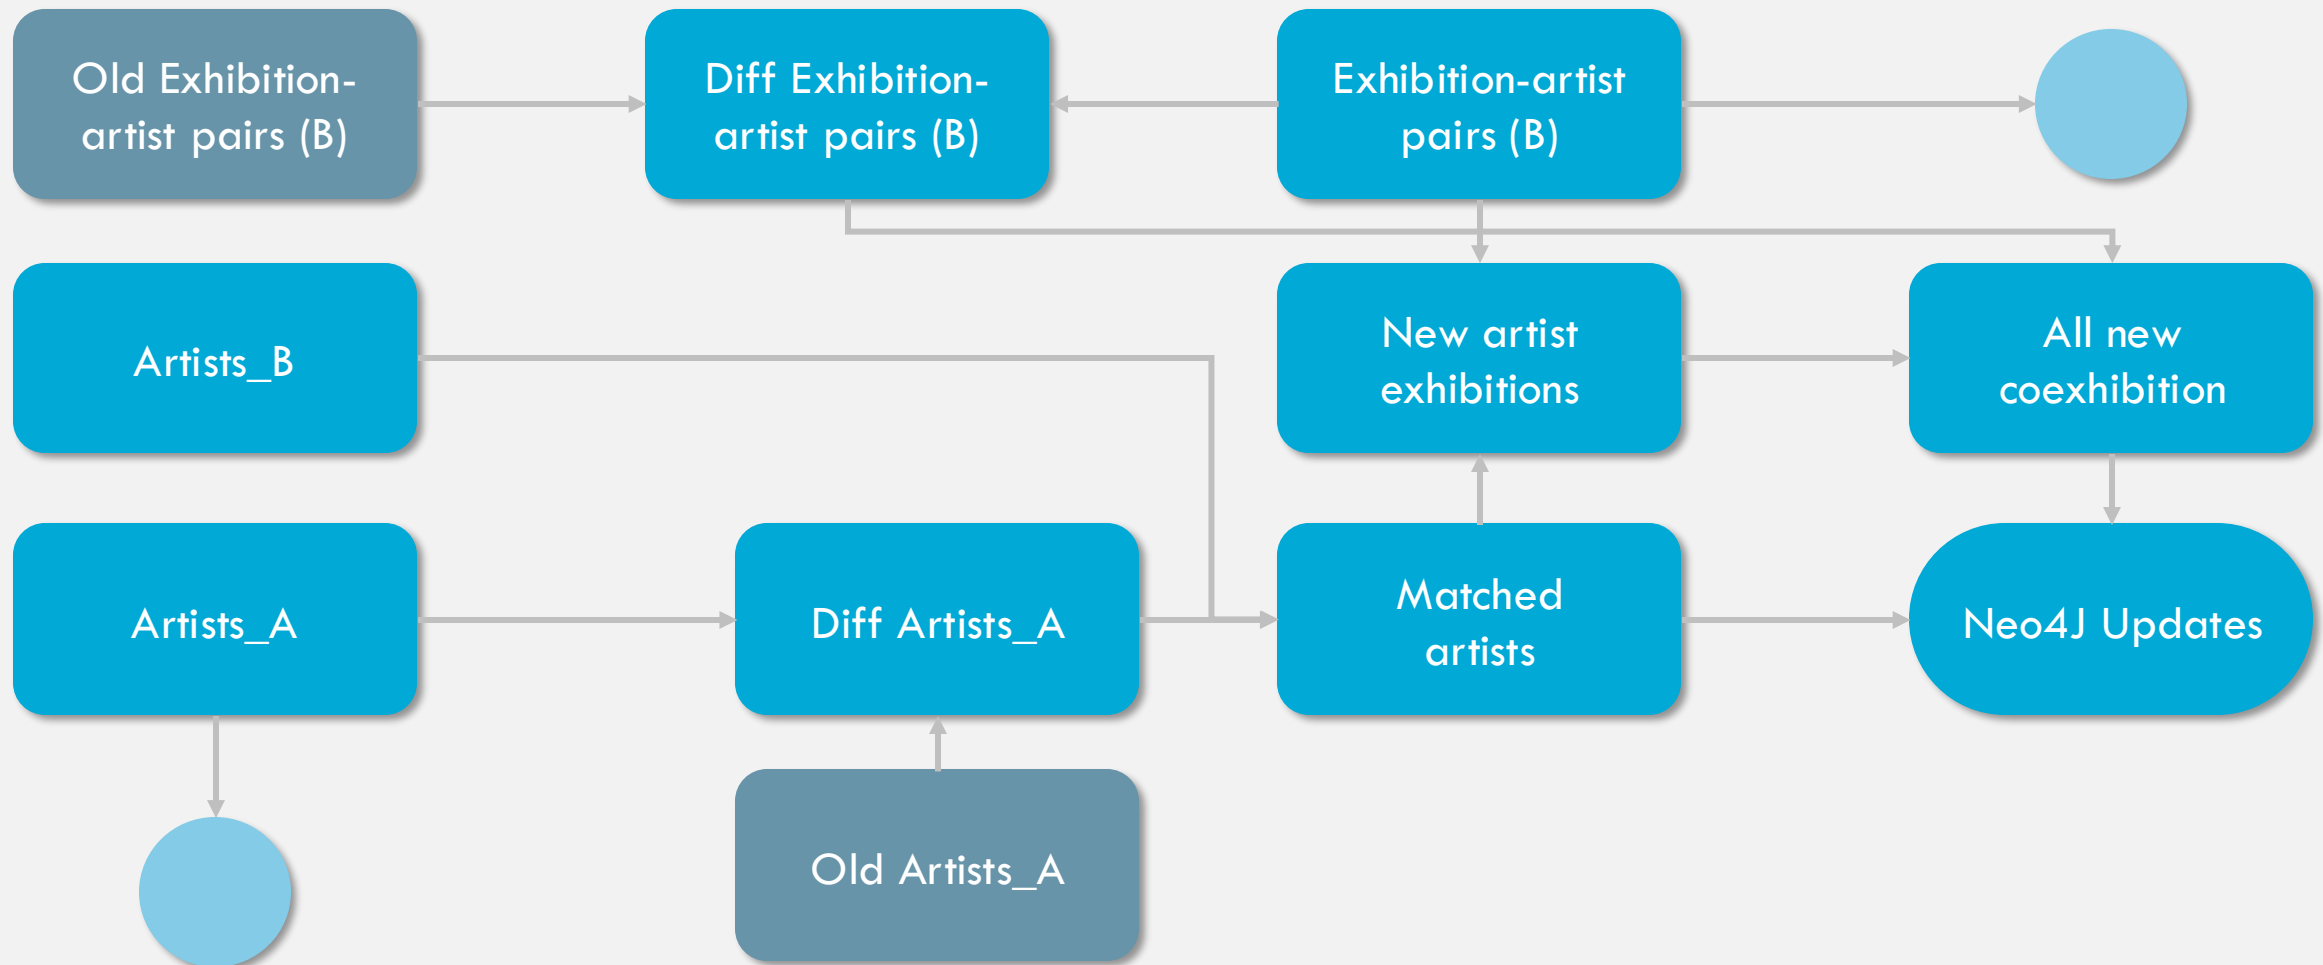 Old Exhibition-
artist pairs (B)
Diff Exhibition-
artist pairs (B)
Exhibition-artist
pairs (B)
Artists_B
New artist
exhibitions
All new
coexhibition
Artists_A
Diff Artists_A
Matched
artists
Neo4J Updates
Old Artists_A